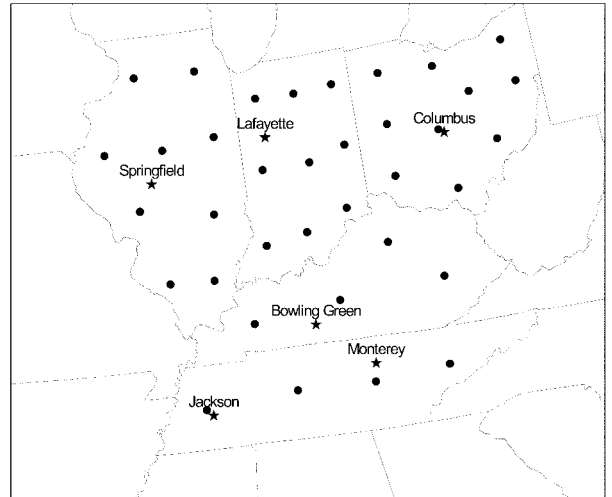 Columbus
Lafayette
Springfield
Bowling Green
Monterey
Jackson